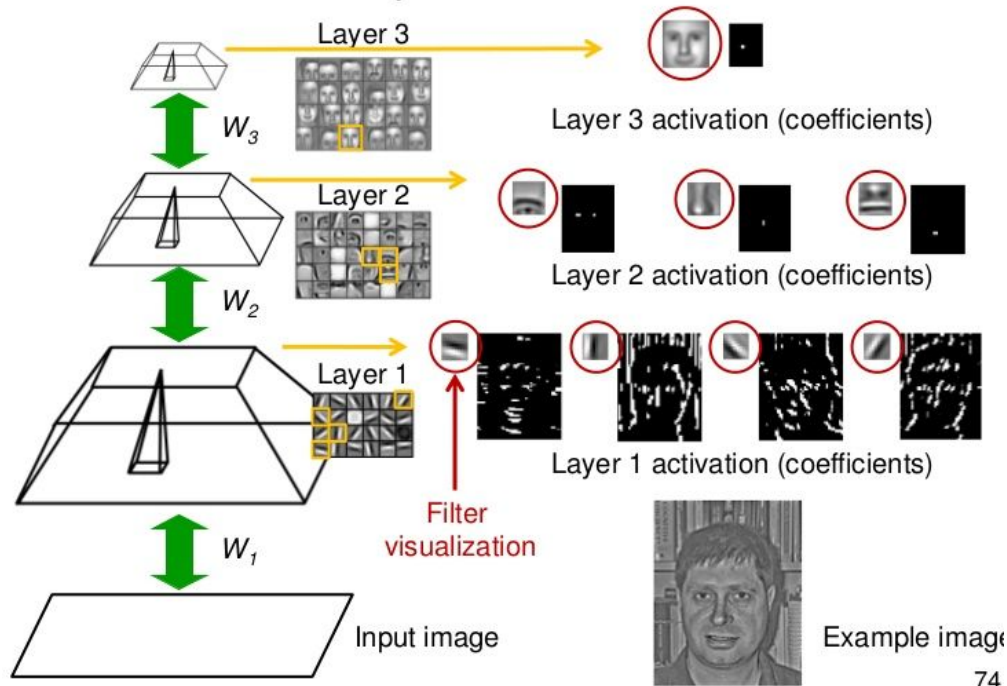 Layer 3
W3
Layer 3 activation (coefficients)
Layer 2
W2
Layer 2 activation (coefficients)
Layer 1
Layer 1 activation (coefficients)
Filter
visualization
W1
Input image
Example image
74